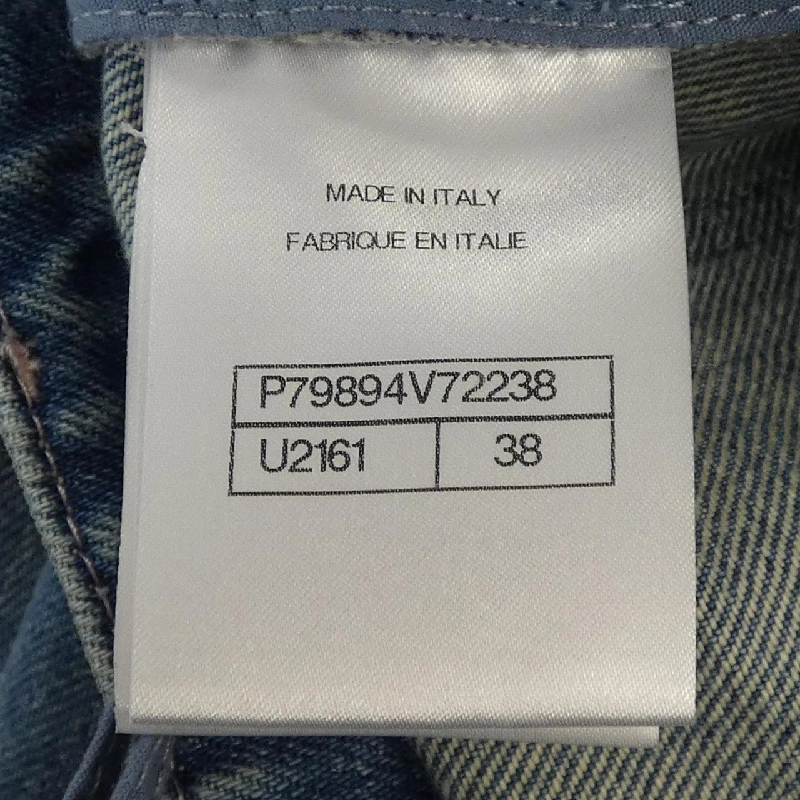 MADE IN ITALY
FABRIQUE EN ITALIE
P79894V72238
U2161 38